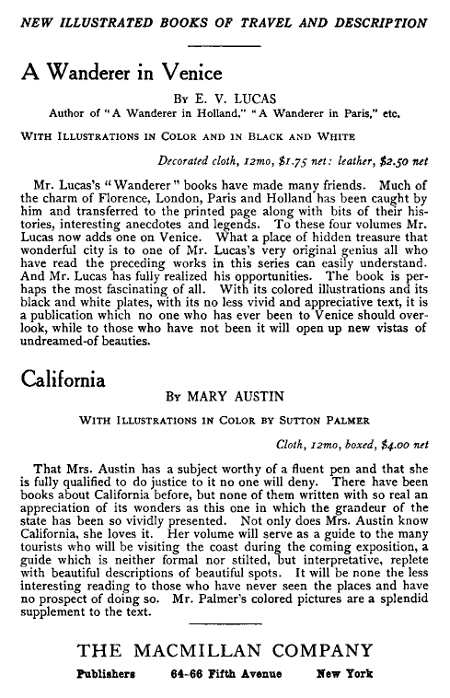 NEW ILLUSTRATED BOOKS OF TRAVEL AND DESCRIPTION
A Wanderer in Venice
By E. V. LUCAS
Author of "A Wanderer in Holland," "A Wanderer in Paris," etc.
With Illustrations in Color and in Black and White
Decorated cloth, 12mo, $1.75 net: leather, $2.50 net
Mr. Lucas's "Wanderer" books have made many friends. Much of
the charm of Florence, London, Paris and Holland has been caught by
him and transferred to the printed page along with bits of their his-
tories, interesting anecdotes and legends. To these four volumes Mr.
Lucas now adds one on Venice. What a place of hidden treasure that
wonderful city is to one of Mr. Lucas's very original genius all who
have read the preceding works in this series can easily understand.
And Mr. Lucas has fully realized his opportunities. The book is per-
haps the most fascinating of all. With its colored illustrations and its
black and white plates, with its no less vivid and appreciative text, it is
a publication which no one who has ever been to Venice should over-
look, while to those who have not been it will open up new vistas of
undreamed-of beauties.
California
By MARY AUSTIN
With Illustrations in Color by Sutton Palmer
Cloth, 12mo, boxed, $4.00 net
That Mrs. Austin has a subject worthy of a fluent pen and that she
is fully qualified to do justice to it no one will deny. There have been
books about California before, but none of them written with so real an
appreciation of its wonders as this one in which the grandeur of the
state has been so vividly presented. Not only does Mrs. Austin know
California, she loves it. Her volume will serve as a guide to the many
tourists who will be visiting the coast during the coming exposition, a
guide which is neither formal nor stilted, but interpretative, replete
with beautiful descriptions of beautiful spots. It will be none the less
interesting reading to those who have never seen the places and have
no prospect of doing so. Mr. Palmer's colored pictures are a splendid
supplement to the text.
THE MACMILLAN COMPANY
Publishers 64-66 Fifth Avenue New York